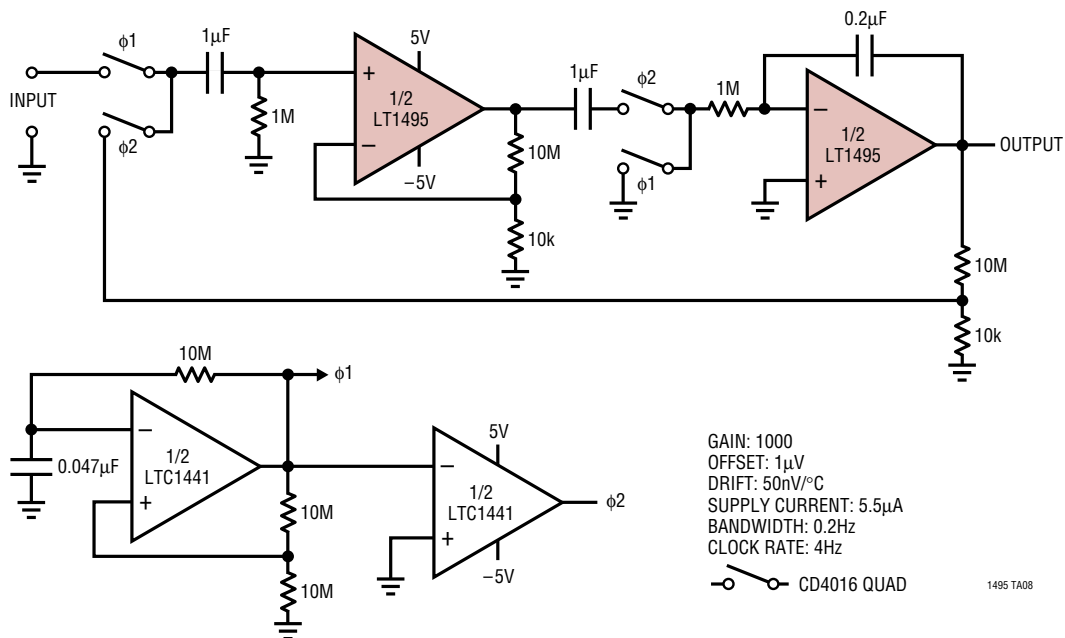 0.2µF
ϕ1
1µF
5V
INPUT
+
1/2
LT1495
−
−5V
1M
ϕ2
1µF
ϕ2
1M
ϕ1
10M
10k
−
1/2
LT1495
+
OUTPUT
10M
10k
10M
ϕ1
−
1/2
LTC1441
+
0.047µF
10M
10M
5V
−
1/2
LTC1441
+
−5V
ϕ2
GAIN: 1000
OFFSET: 1µV
DRIFT: 50nV/°C
SUPPLY CURRENT: 5.5µA
BANDWIDTH: 0.2Hz
CLOCK RATE: 4Hz
CD4016 QUAD
1495 TA08